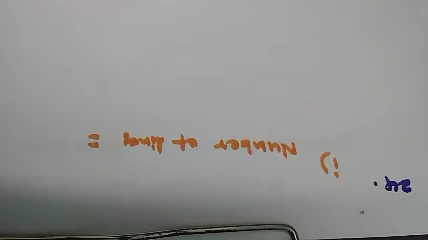 i) Number of lines =